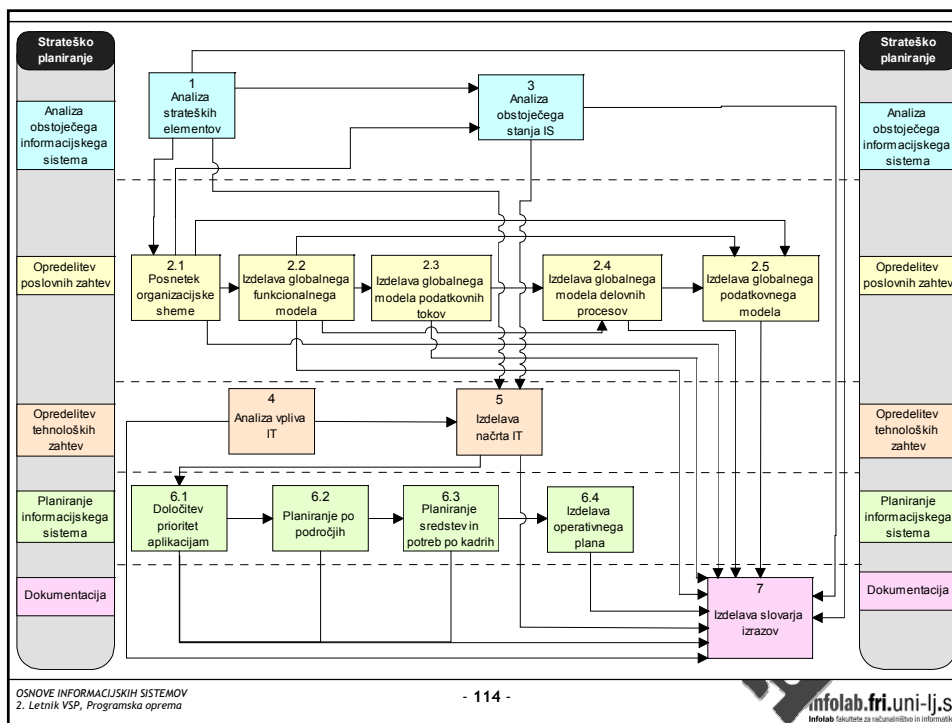 Strateško
planiranje
Analiza
obstoječega
informacijskega
sistema
Opredelitev
poslovnih zahtev
Opredelitev
tehnoloških
zahtev
Planiranje
informacijskega
sistema
Dokumentacija
1
Analiza
strateških
elementov
3
Analiza
obstoječega
stanja IS
2.1
Posnetek
organizacijske
sheme
2.2
Izdelava globalnega
funkcionalnega
modela
2.3
Izdelava globalnega
modela podatkovnih
tokov
2.4
Izdelava globalnega
modela delovnih
procesov
2.5
Izdelava globalnega
podatkovnega
modela
4
Analiza vpliva
IT
5
Izdelava
načrta IT
6.1
Določitev
prioritet
aplikacijam
6.2
Planiranje po
področjih
6.3
Planiranje
sredstev in
potreb po kadrih
6.4
Izdelava
operativnega
plana
7
Izdelava slovarja
izrazov
Strateško
planiranje
Analiza
obstoječega
informacijskega
sistema
Opredelitev
poslovnih zahtev
Opredelitev
tehnoloških
zahtev
Planiranje
informacijskega
sistema
Dokumentacija
OSNOVE INFORMACIJSKIH SISTEMOV
2. Letnik VSP, Programska oprema
- 114 -
infolab.fri.uni-lj.s
Infolab fakultete za računalništvo in informatik